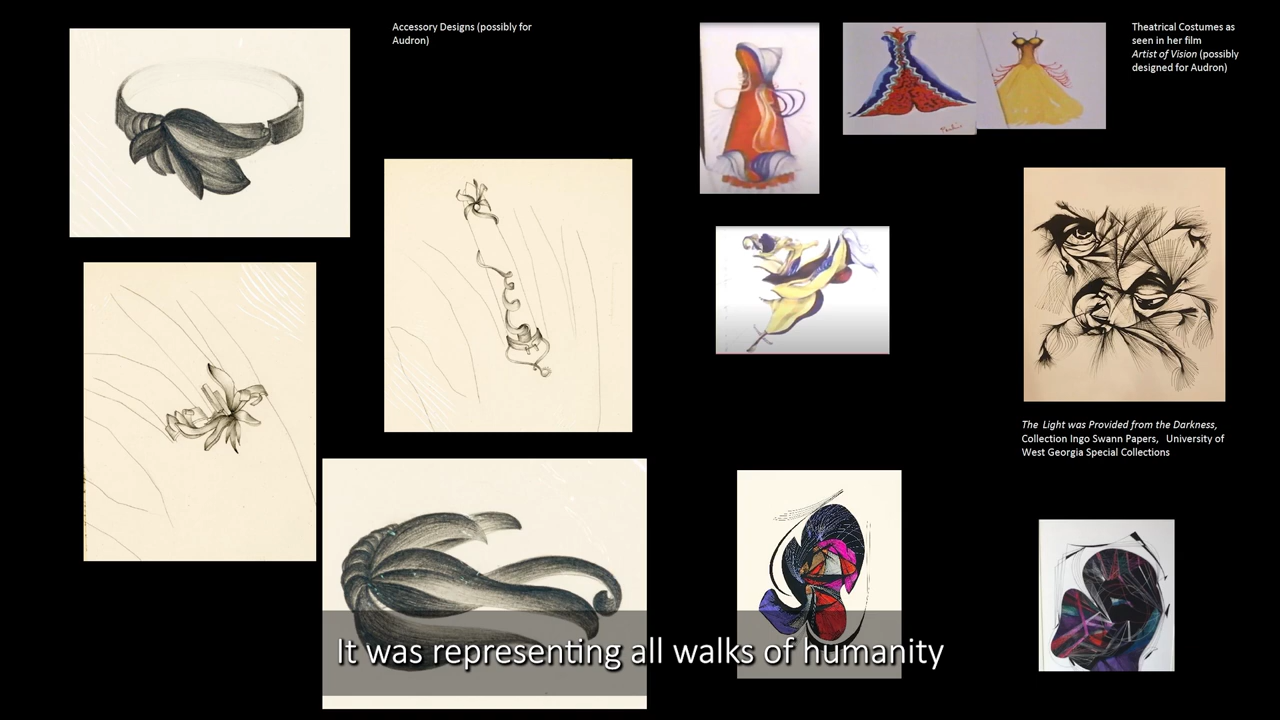 Accessory Designs (possibly for
Audron)
Theatrical Costumes as
seen in her film
Artist of Vision (possibly
designed for Audron)
The Light was Provided from the Darkness,
Collection Ingo Swann Papers, University of
West Georgia Special Collections
It was representing all walks of humanity